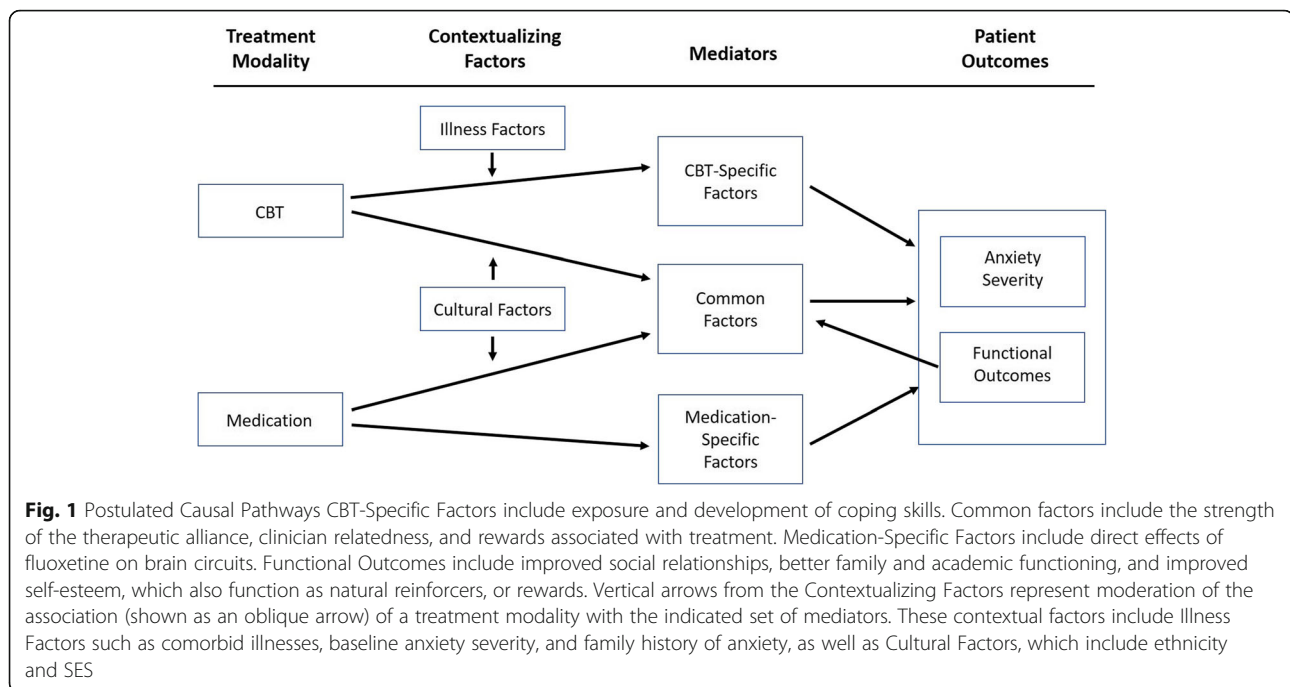 Treatment
Modality
Contextualizing
Factors
Mediators
Patient
Outcomes
Illness Factors
CBT-Specific
Factors
CBT
Anxiety
Severity
Cultural Factors
Common
Factors
Functional
Outcomes
Medication
Medication-
Specific
Factors
Fig. 1 Postulated Causal Pathways CBT-Specific Factors include exposure and development of coping skills. Common factors include the strength
of the therapeutic alliance, clinician relatedness, and rewards associated with treatment. Medication-Specific Factors include direct effects of
fluoxetine on brain circuits. Functional Outcomes include improved social relationships, better family and academic functioning, and improved
self-esteem, which also function as natural reinforcers, or rewards. Vertical arrows from the Contextualizing Factors represent moderation of the
association (shown as an oblique arrow) of a treatment modality with the indicated set of mediators. These contextual factors include Illness
Factors such as comorbid illnesses, baseline anxiety severity, and family history of anxiety, as well as Cultural Factors, which include ethnicity
and SES